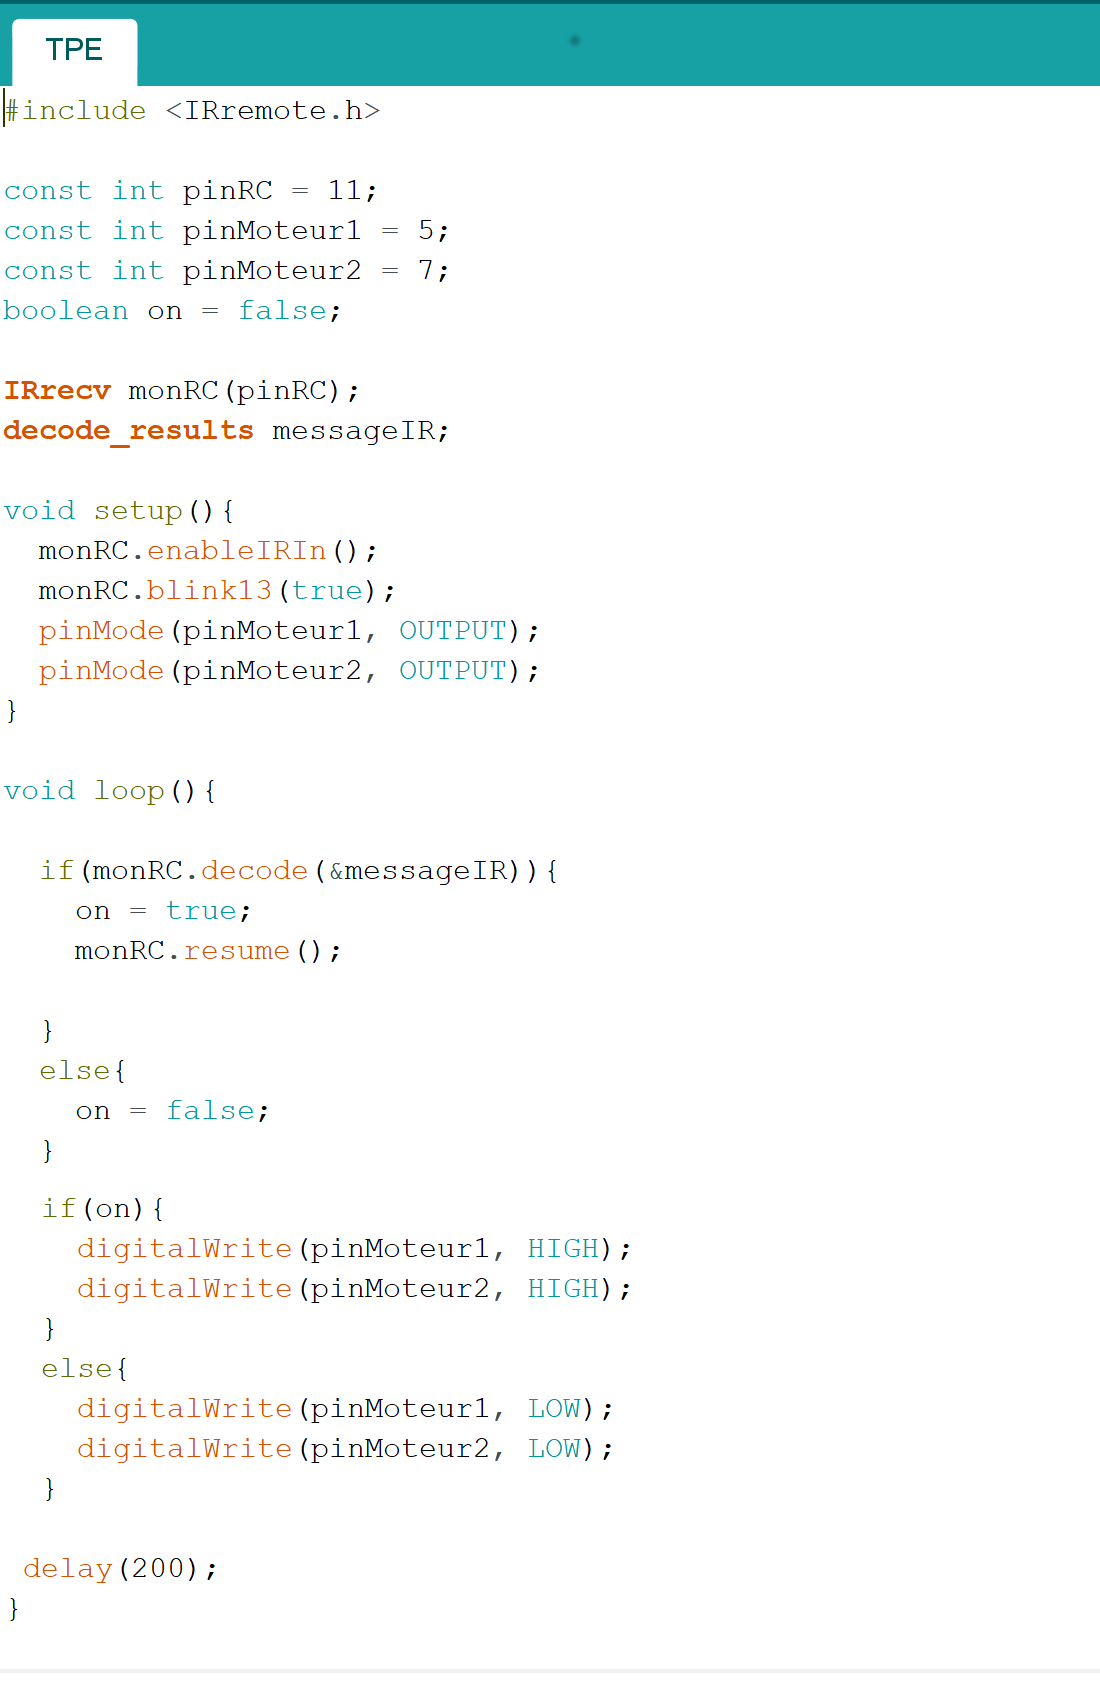 TPE
#include <IRremote.h>
const int pinRC = 11;
const int pinMoteur1 = 5;
const int pinMoteur2 = 7;
boolean on = false;
IRrecv monRC(pinRC);
decode_results messageIR;
void setup(){
monRC.enableIRIn();
monRC.blink13(true);
pinMode(pinMoteur1, OUTPUT);
pinMode(pinMoteur2, OUTPUT);
}
void loop(){
if(monRC.decode(&messageIR)){
on = true;
monRC.resume();
}
else{
on = false;
}
if(on){
digitalWrite(pinMoteur1, HIGH);
digitalWrite(pinMoteur2, HIGH);
}
else{
digitalWrite(pinMoteur1, LOW);
digitalWrite(pinMoteur2, LOW);
}
delay(200);
}